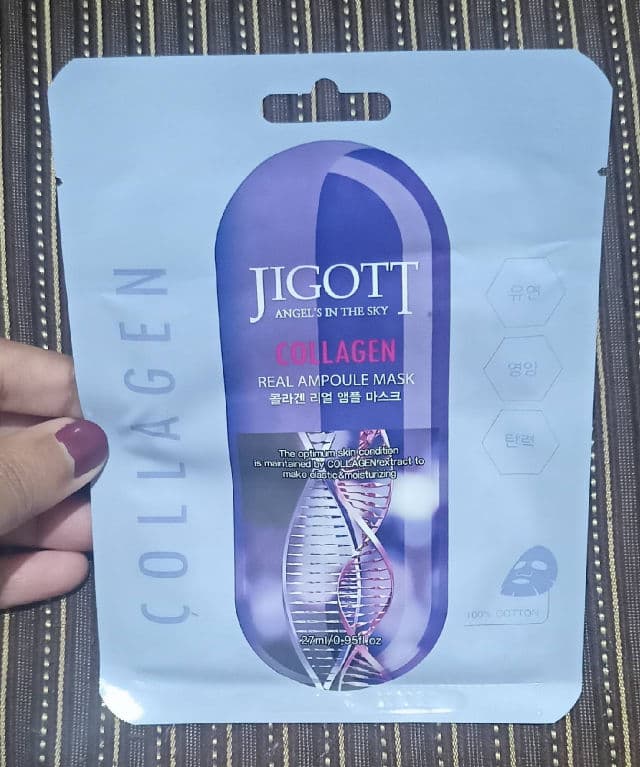 COLLAGEN
JIGOTT
ANGEL'S IN THE SKY
COLLAGEN
REAL AMPOULE MASK
콜라겐 리얼 앰플 마스크
The optimum skin condition
is maintained by COLLAGEN extract to
make elastic&moisturizing
27ml/0.95fl.oz
유연
영양
탄력
100% COTTON